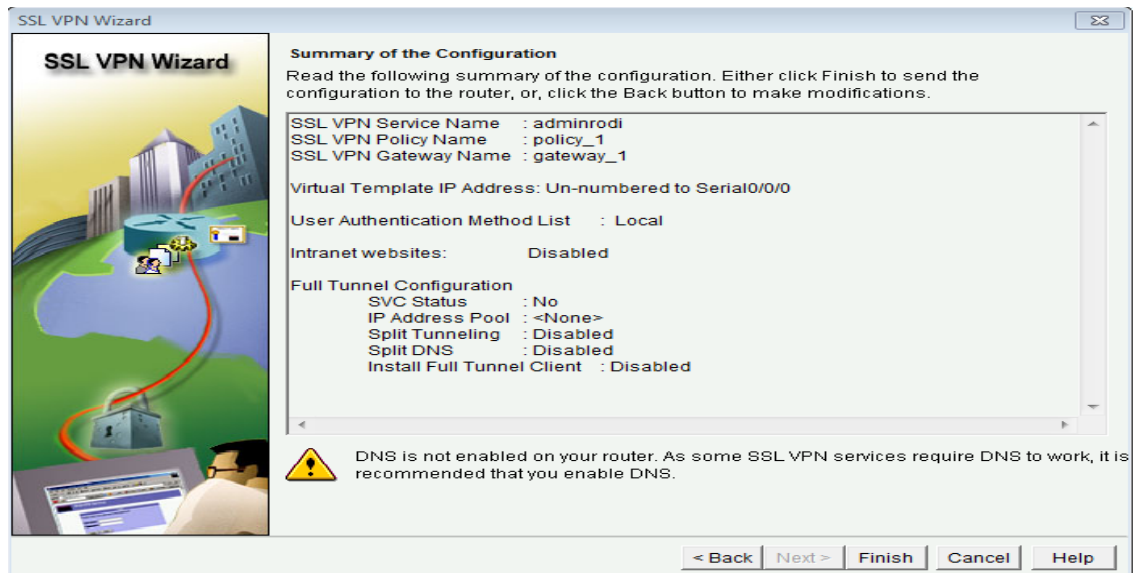 SSL VPN Wizard
SSL VPN Wizard
Summary of the Configuration
Read the following summary of the configuration. Either click Finish to send the
configuration to the router, or, click the Back button to make modifications.
SSL VPN Service Name : adminrodi
SSL VPN Policy Name : policy_1
SSL VPN Gateway Name : gateway_1
Virtual Template IP Address: Un-numbered to Serial0/0/0
User Authentication Method List : Local
Intranet websites: Disabled
Full Tunnel Configuration
SVC Status : No
IP Address Pool : <None>
Split Tunneling : Disabled
Split DNS : Disabled
Install Full Tunnel Client : Disabled
DNS is not enabled on your router. As some SSL VPN services require DNS to work, it is
recommended that you enable DNS.
< Back Next > Finish Cancel Help